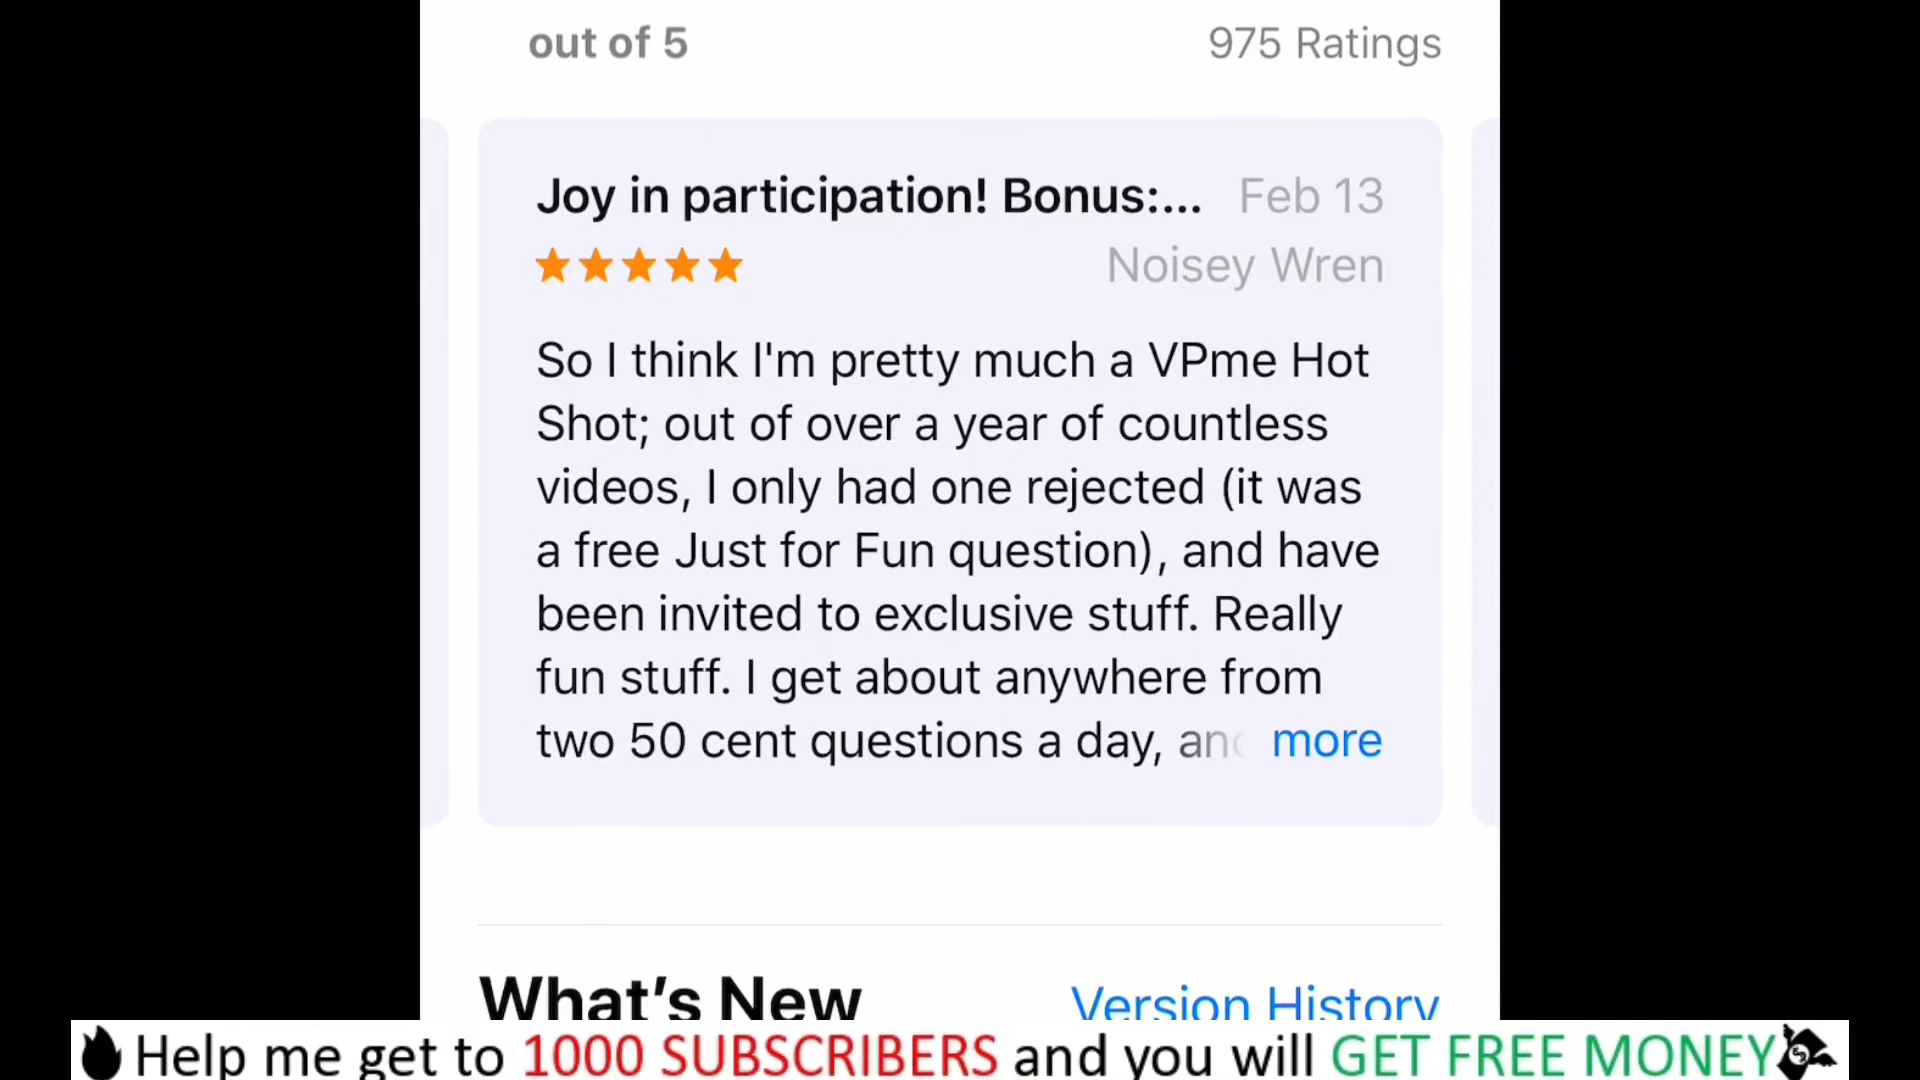 out of 5
975 Ratings
Joy in participation! Bonus:...
Feb 13
Noisey Wren
So I think I'm pretty much a VPme Hot
Shot; out of over a year of countless
videos, I only had one rejected (it was
a free Just for Fun question), and have
been invited to exclusive stuff. Really
fun stuff. I get about anywhere from
two 50 cent questions a day, and more
What's New
Version History
Help me get to 1000 SUBSCRIBERS and you will GET FREE MONEY